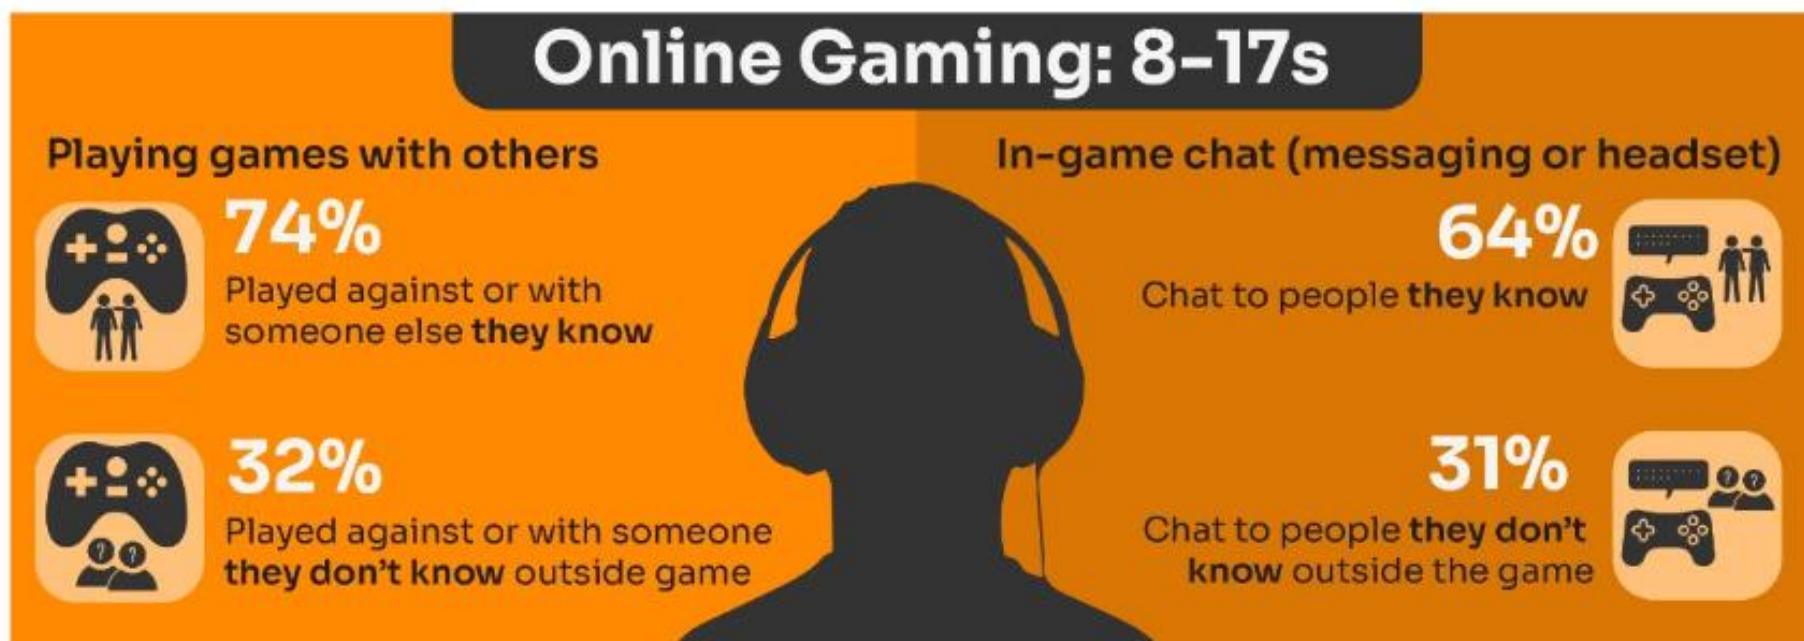 Online Gaming: 8-17s
Playing games with others
74%
Played against or with
someone else they know
32%
Played against or with someone
they don't know outside game
In-game chat (messaging or headset)
64%
Chat to people they know
31%
Chat to people they don't
know outside the game